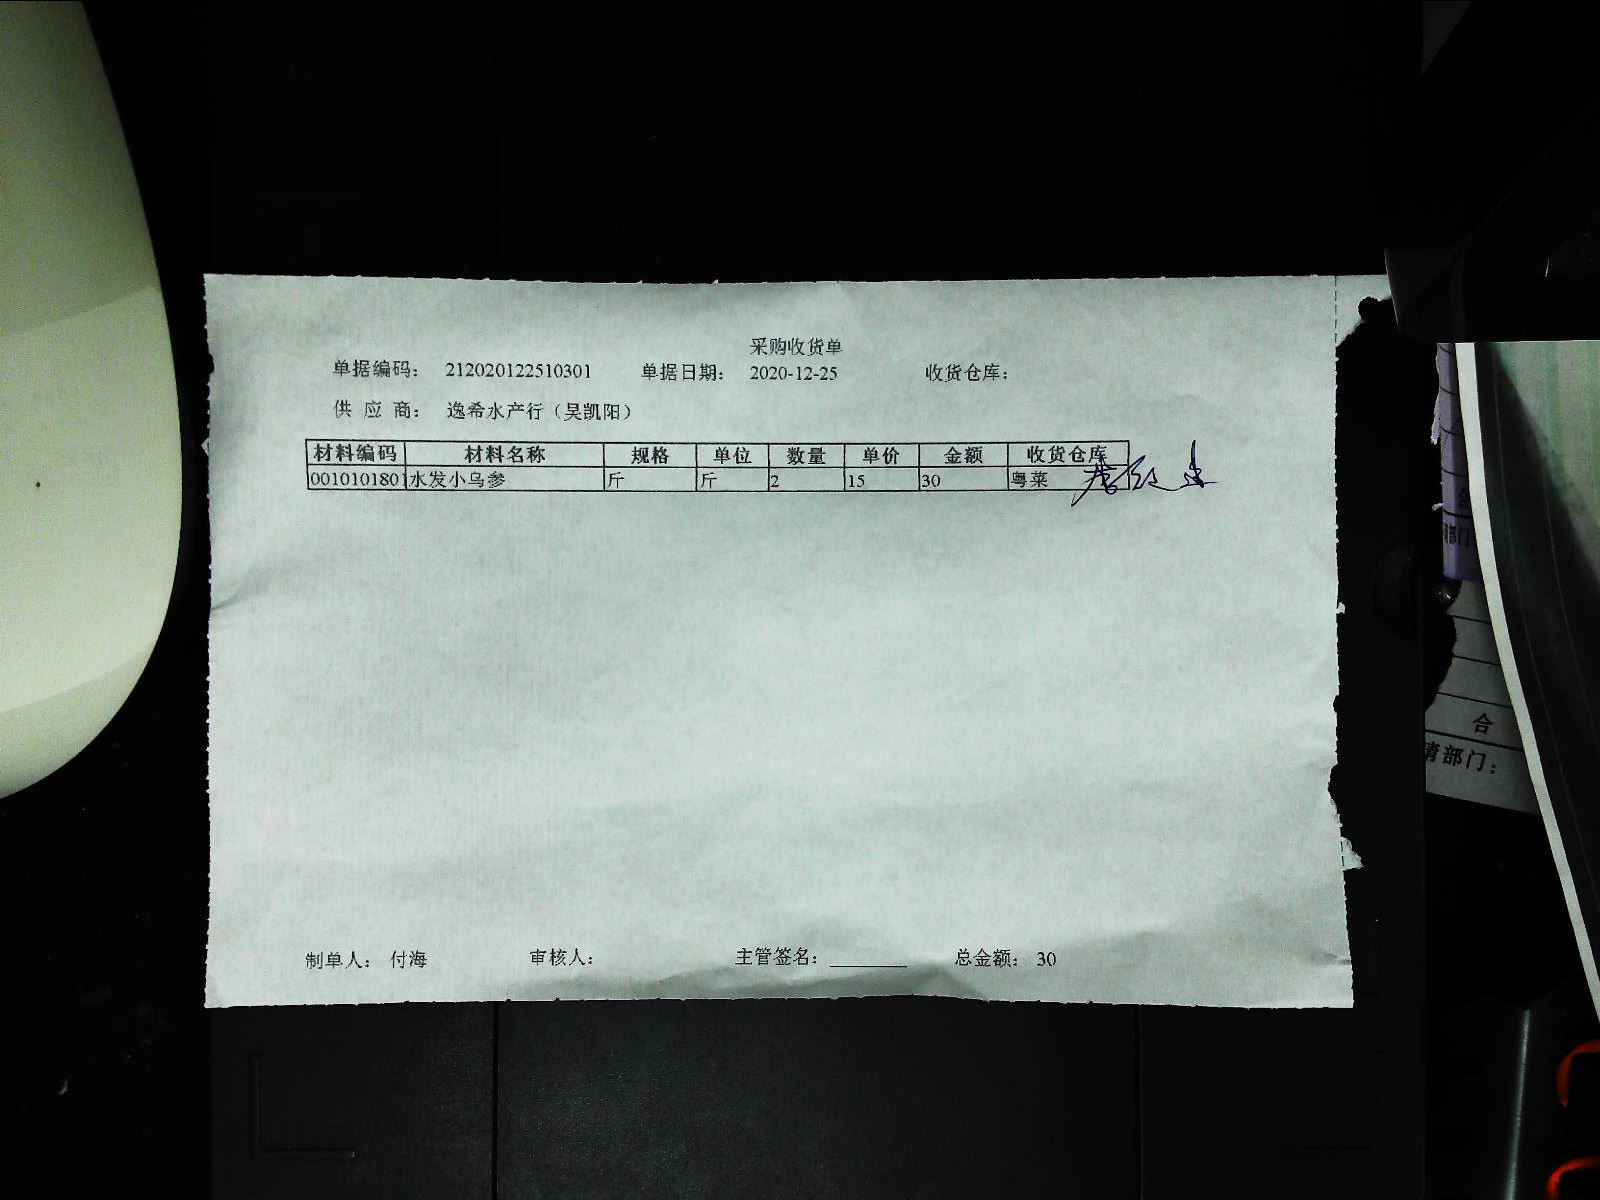 采购收货单
单据编码： 212020122510301 单据日期： 2020-12-25 收货仓库：
供 应 商： 逸希水产行（吴凯阳）
材料编码 材料名称 规格 单位 数量 单价 金额 收货仓库
0010101801 水发小乌参 斤 斤 2 15 30 粤菜
制单人： 付海 审核人： 主管签名： 总金额： 30
合
请部门：